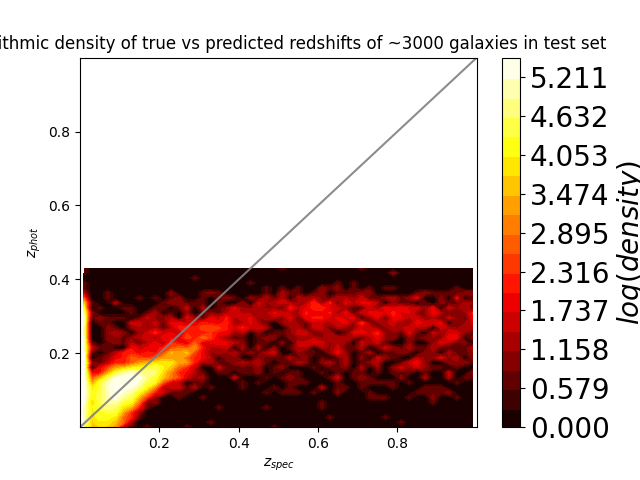 ithmic density of true vs predicted redshifts of ~3000 galaxies in test set
z_phot
0.8
0.6
0.4
0.2
0.2 0.4 0.6 0.8
z_spec
5.211
4.632
4.053
3.474
2.895
2.316
1.737
1.158
0.579
0.000
log(density)